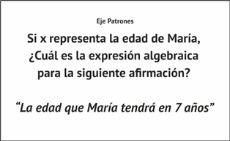 Eje Patrones
Si x representa la edad de María,
¿Cuál es la expresión algebraica
para la siguiente afirmación?
“La edad que María tendrá en 7 años”